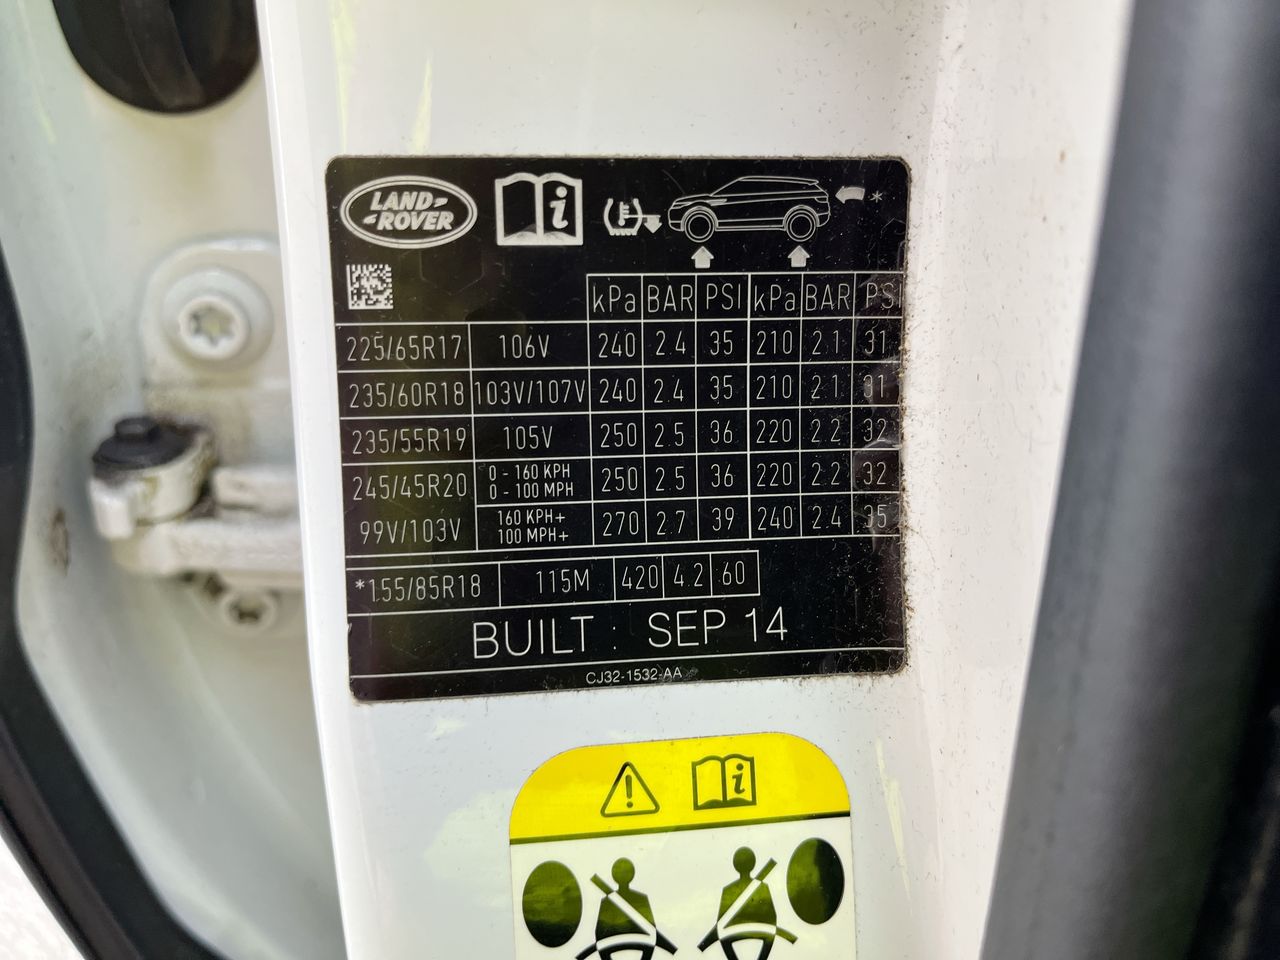 LAND-
-ROVER
kPa BAR PSI kPa BAR PSI
225/65R17 106V 240 2.4 35 210 2.1 31
235/60R18 103V/107V 240 2.4 35 210 2.1 31
235/55R19 105V 250 2.5 36 220 2.2 32
245/45R20 0 - 160 KPH 250 2.5 36 220 2.2 32
0 - 100 MPH
99V/103V 160 KPH+ 270 2.7 39 240 2.4 35
100 MPH+
*155/85R18 115M 420 4.2 60
BUILT : SEP 14
CJ32-1532-AA